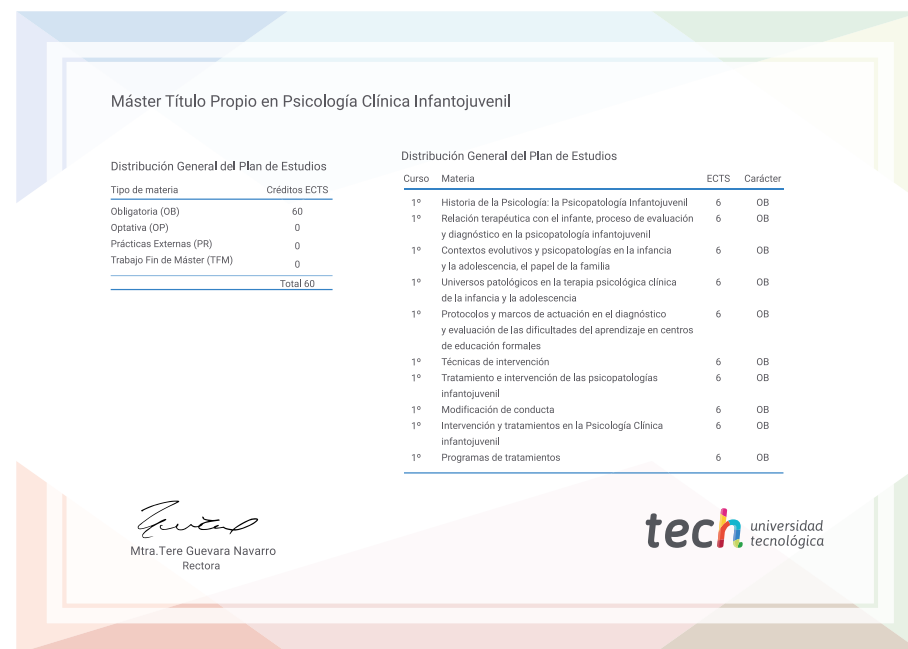 Máster Título Propio en Psicología Clínica Infantojuvenil
Distribución General del Plan de Estudios
Tipo de materia Créditos ECTS
Obligatoria (OB) 60
Optativa (OP) 0
Prácticas Externas (PR) 0
Trabajo Fin de Máster (TFM) 0
Total 60
Distribución General del Plan de Estudios
Curso Materia ECTS Carácter
1º Historia de la Psicología: la Psicopatología Infantojuvenil 6 OB
1º Relación terapéutica con el infante, proceso de evaluación 6 OB
y diagnóstico en la psicopatología infantojuvenil
1º Contextos evolutivos y psicopatologías en la infancia 6 OB
y la adolescencia, el papel de la familia
1º Universos patológicos en la terapia psicológica clínica 6 OB
de la infancia y la adolescencia
1º Protocolos y marcos de actuación en el diagnóstico 6 OB
y evaluación de las dificultades del aprendizaje en centros
de educación formales
1º Técnicas de intervención 6 OB
1º Tratamiento e intervención de las psicopatologías 6 OB
infantojuvenil
1º Modificación de conducta 6 OB
1º Intervención y tratamientos en la Psicología Clínica 6 OB
infantojuvenil
1º Programas de tratamientos 6 OB
Mtra.Tere Guevara Navarro
Rectora
tech universidad
tecnológica